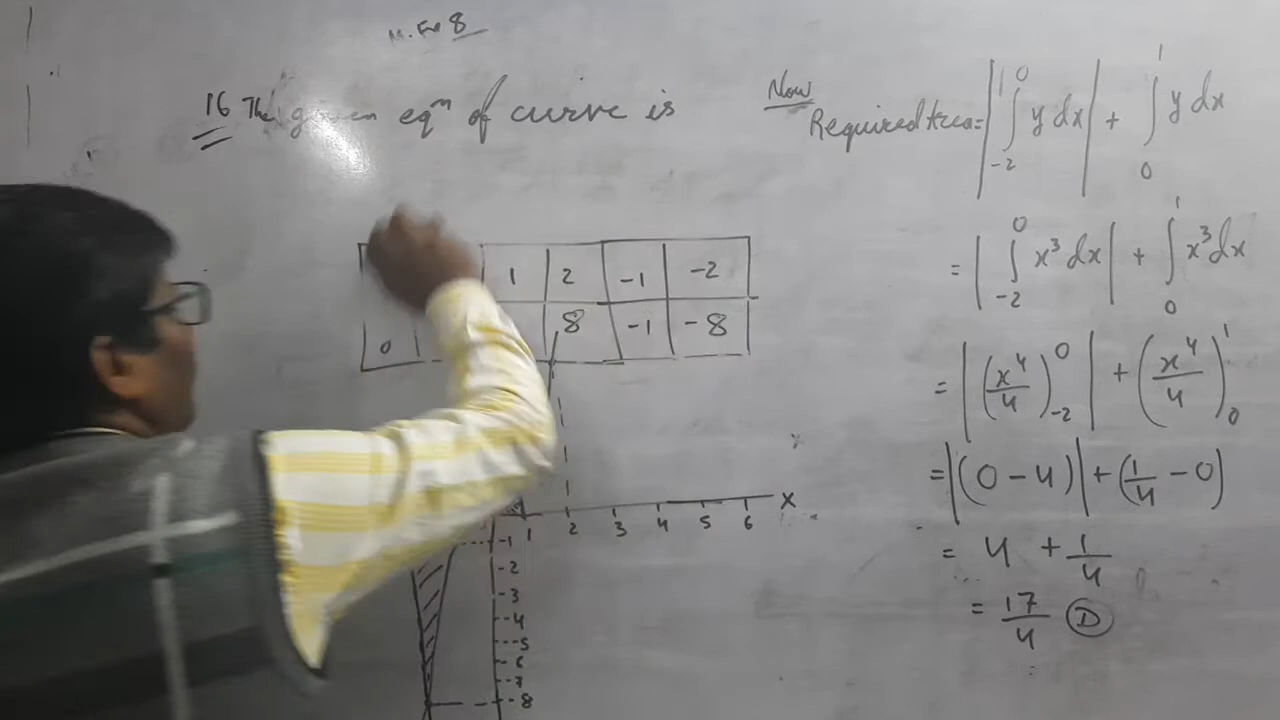 M. Ex 8
16 The given eqⁿ of curve is
1 2 -1 -2
0 8 -1 -8
X
1 2 3 4 5 6
-1
-2
-3
-4
-5
-6
-7
-8
Now
Required Area = |∫₋₂⁰ y dx| + ∫₀¹ y dx
= |∫₋₂⁰ x³ dx| + ∫₀¹ x³ dx
= |(x⁴/4)₋₂⁰| + (x⁴/4)₀¹
= |(0 - 4)| + (1/4 - 0)
= 4 + 1/4
= 17/4 Ⓓ